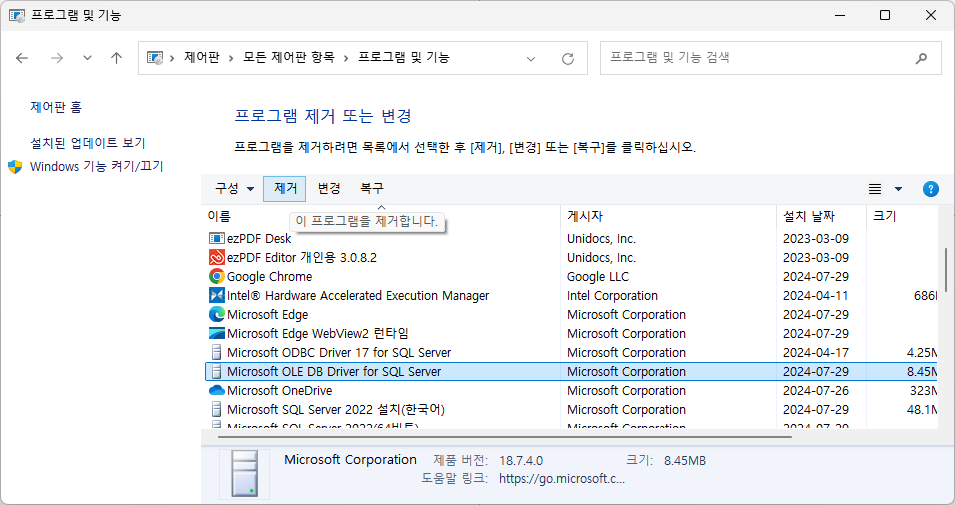 프로그램 및 기능
제어판 > 모든 제어판 항목 > 프로그램 및 기능
프로그램 및 기능 검색
제어판 홈
설치된 업데이트 보기
Windows 기능 켜기/끄기
프로그램 제거 또는 변경
프로그램을 제거하려면 목록에서 선택한 후 [제거], [변경] 또는 [복구]를 클릭하십시오.
구성 제거 변경 복구
이 프로그램을 제거합니다.
이름 게시자 설치 날짜 크기
ezPDF Desk Unidocs, Inc. 2023-03-09
ezPDF Editor 개인용 3.0.8.2 Unidocs, Inc. 2023-03-09
Google Chrome Google LLC 2024-07-29
Intel® Hardware Accelerated Execution Manager Intel Corporation 2024-04-11 686
Microsoft Edge Microsoft Corporation 2024-07-29
Microsoft Edge WebView2 런타임 Microsoft Corporation 2024-07-29
Microsoft ODBC Driver 17 for SQL Server Microsoft Corporation 2024-04-17 4.25M
Microsoft OLE DB Driver for SQL Server Microsoft Corporation 2024-07-29 8.45M
Microsoft OneDrive Microsoft Corporation 2024-07-26 323M
Microsoft SQL Server 2022 설치(한국어) Microsoft Corporation 2024-07-29 48.1M
Microsoft SQL Server 2022(64비트) Microsoft Corporation 2024-07-29
Microsoft Corporation 제품 버전: 18.7.4.0 크기: 8.45MB
도움말 링크: https://go.microsoft.c...